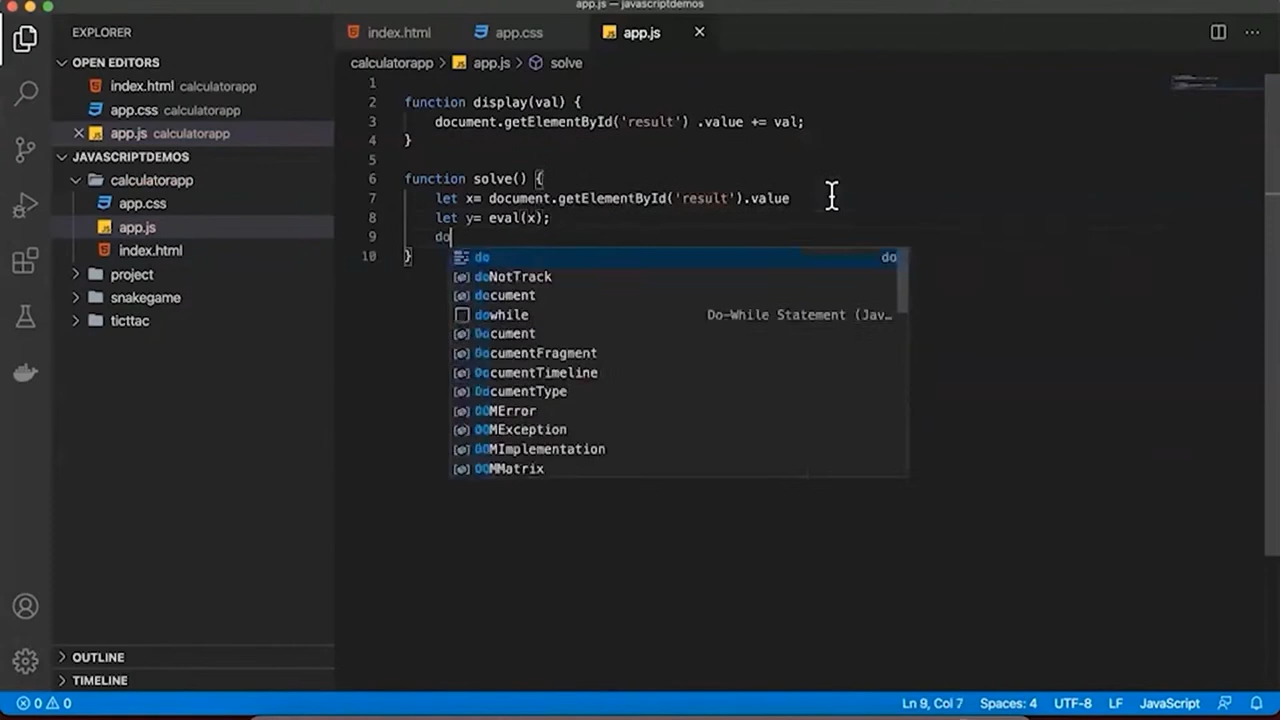 app.js — javascriptdemos
EXPLORER
index.html
app.css
app.js
OPEN EDITORS
calculatorapp > app.js > solve
index.html calculatorapp
app.css calculatorapp
app.js calculatorapp
JAVASCRIPTDEMOS
calculatorapp
app.css
app.js
index.html
project
snakegame
ticttac
1
2 function display(val) {
3 document.getElementById('result') .value += val;
4 }
5
6 function solve() {
7 let x= document.getElementById('result').value
8 let y= eval(x);
9 do
10 }
do do
doNotTrack
document
dowhile Do-While Statement (Jav…
Document
DocumentFragment
DocumentTimeline
DocumentType
DOMError
DOMException
DOMImplementation
DOMMatrix
OUTLINE
TIMELINE
0 0 Ln 9, Col 7 Spaces: 4 UTF-8 LF JavaScript